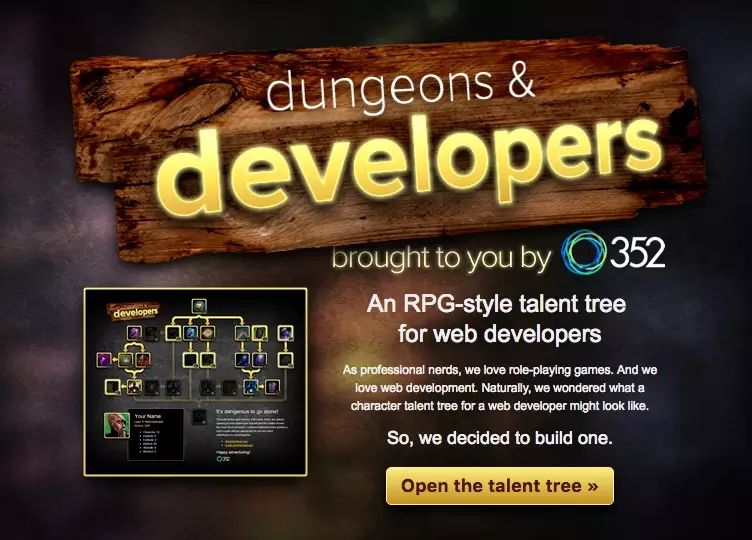 dungeons &
developers
brought to you by 352
An RPG-style talent tree
for web developers
As professional nerds, we love role-playing games. And we
love web development. Naturally, we wondered what a
character talent tree for a web developer might look like.
So, we decided to build one.
Open the talent tree »
dungeons &
developers
Your Name
It's dangerous to go alone!
Happy adventuring!
352